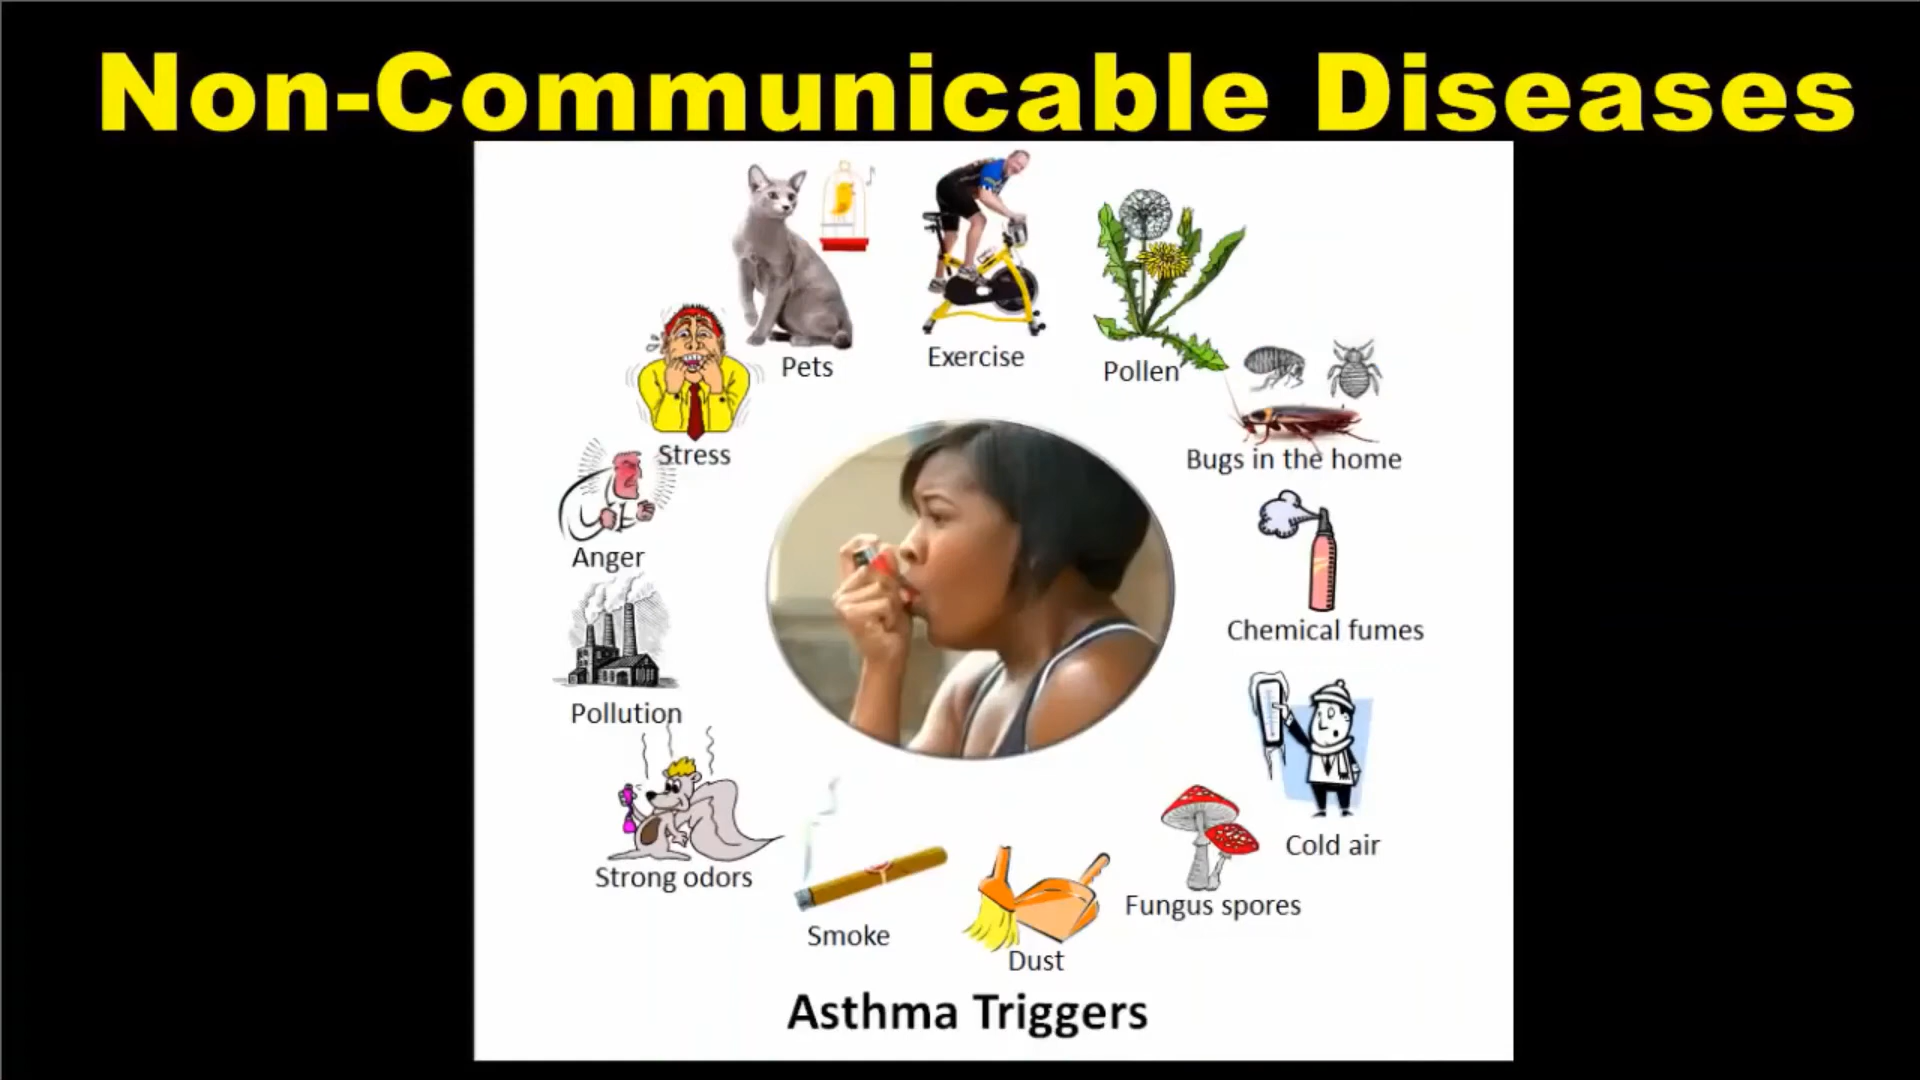 Non-Communicable Diseases
Pets
Exercise
Pollen
Stress
Bugs in the home
Anger
Chemical fumes
Pollution
Cold air
Strong odors
Fungus spores
Smoke
Dust
Asthma Triggers